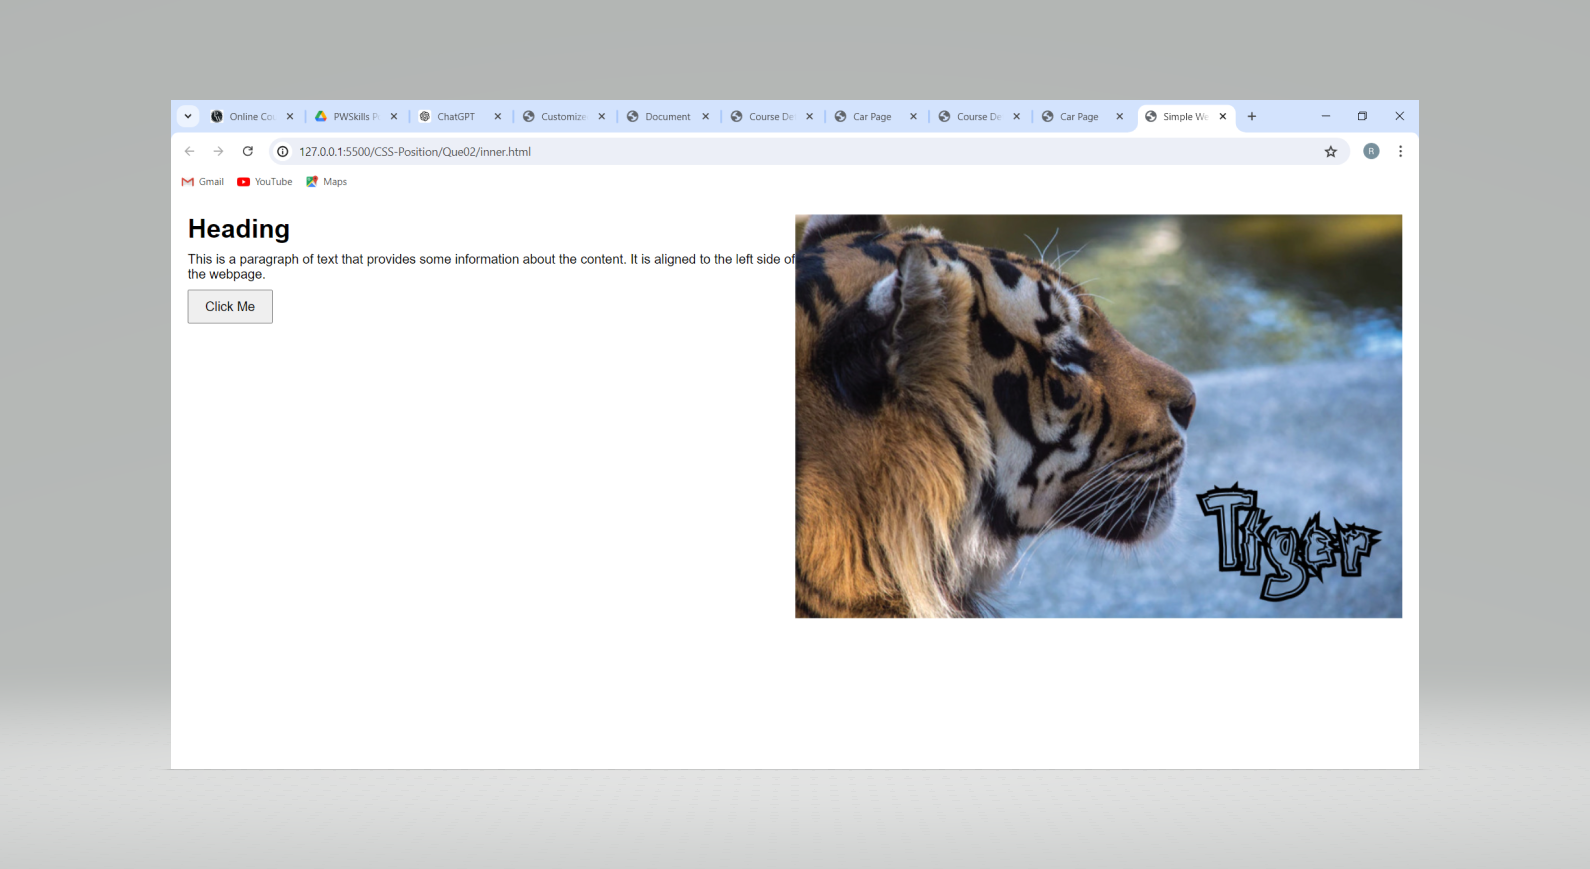 Online Cou
PWSkills P
ChatGPT
Customize
Document
Course De
Car Page
Course De
Car Page
Simple We
127.0.0.1:5500/CSS-Position/Que02/inner.html
R
Gmail
YouTube
Maps
Heading
This is a paragraph of text that provides some information about the content. It is aligned to the left side of
the webpage.
Click Me
Tiger